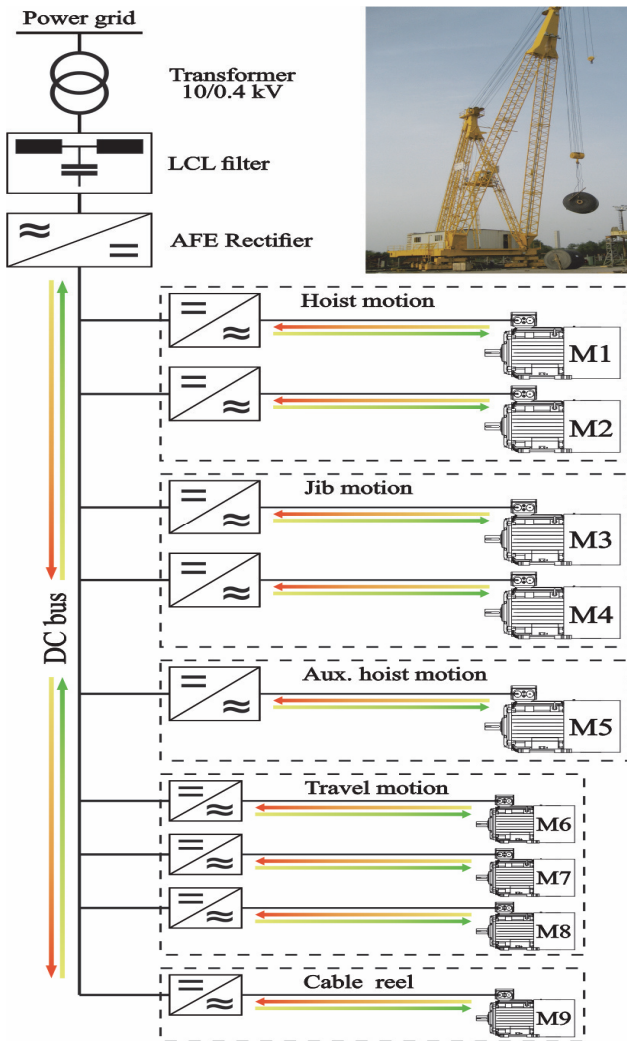 Power grid
Transformer
10/0.4 kV
LCL filter
AFE Rectifier
DC bus
Hoist motion
M1
M2
Jib motion
M3
M4
Aux. hoist motion
M5
Travel motion
M6
M7
M8
Cable reel
M9